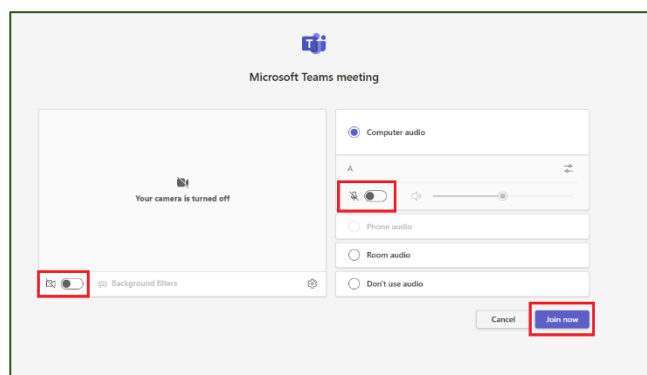 Microsoft Teams meeting
Your camera is turned off
Background filters
Computer audio
A
Phone audio
Room audio
Don't use audio
Cancel
Join now